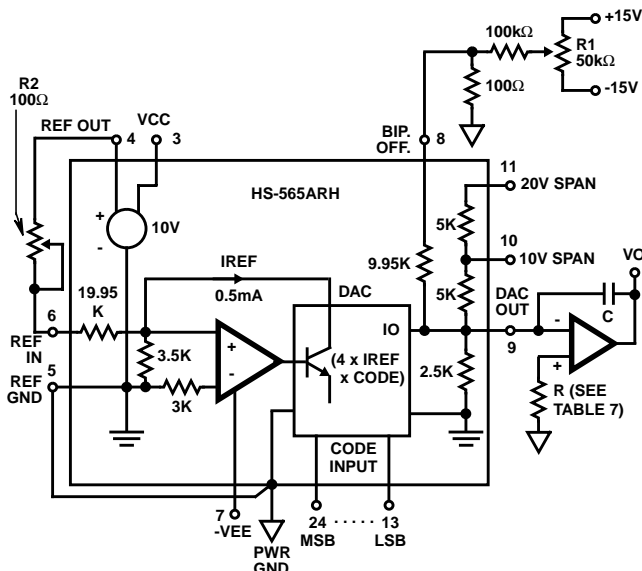 +15V
100kΩ
R1
50kΩ
-15V
100Ω
R2
100Ω
REF OUT
4
VCC
3
BIP.
OFF.
8
11
20V SPAN
HS-565ARH
+
-
10V
5K
10
10V SPAN
9.95K
5K
IREF
0.5mA
DAC
DAC
OUT
VO
C
19.95
K
6
REF
IN
IO
9
-
+
3.5K
+
-
(4 x IREF
x CODE)
2.5K
R (SEE
TABLE 7)
5
REF
GND
3K
CODE
INPUT
7
-VEE
PWR
GND
24 . . . . . 13
MSB LSB